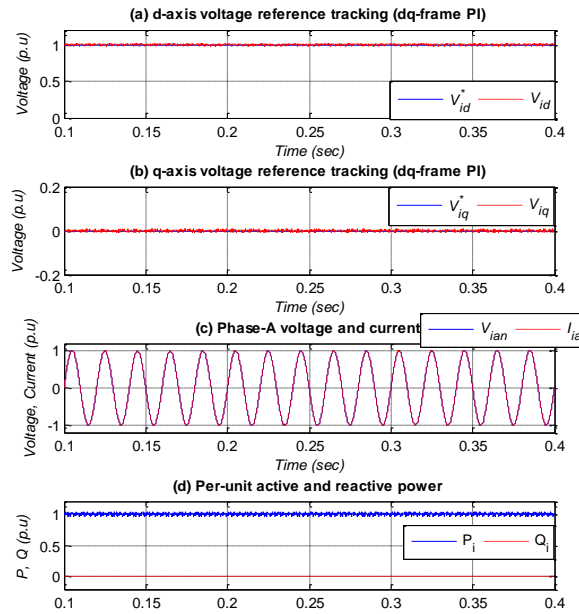 (a) d-axis voltage reference tracking (dq-frame PI)
Voltage (p.u)
1
0.5
0
V*id Vid
0.1 0.15 0.2 0.25 0.3 0.35 0.4
Time (sec)
(b) q-axis voltage reference tracking (dq-frame PI)
Voltage (p.u)
0.2
0
-0.2
V*iq Viq
0.1 0.15 0.2 0.25 0.3 0.35 0.4
Time (sec)
(c) Phase-A voltage and current
Voltage, Current (p.u)
1
0
-1
Vian Iia
0.1 0.15 0.2 0.25 0.3 0.35 0.4
Time (sec)
(d) Per-unit active and reactive power
P, Q (p.u)
1
0.5
0
Pi Qi
0.1 0.15 0.2 0.25 0.3 0.35 0.4